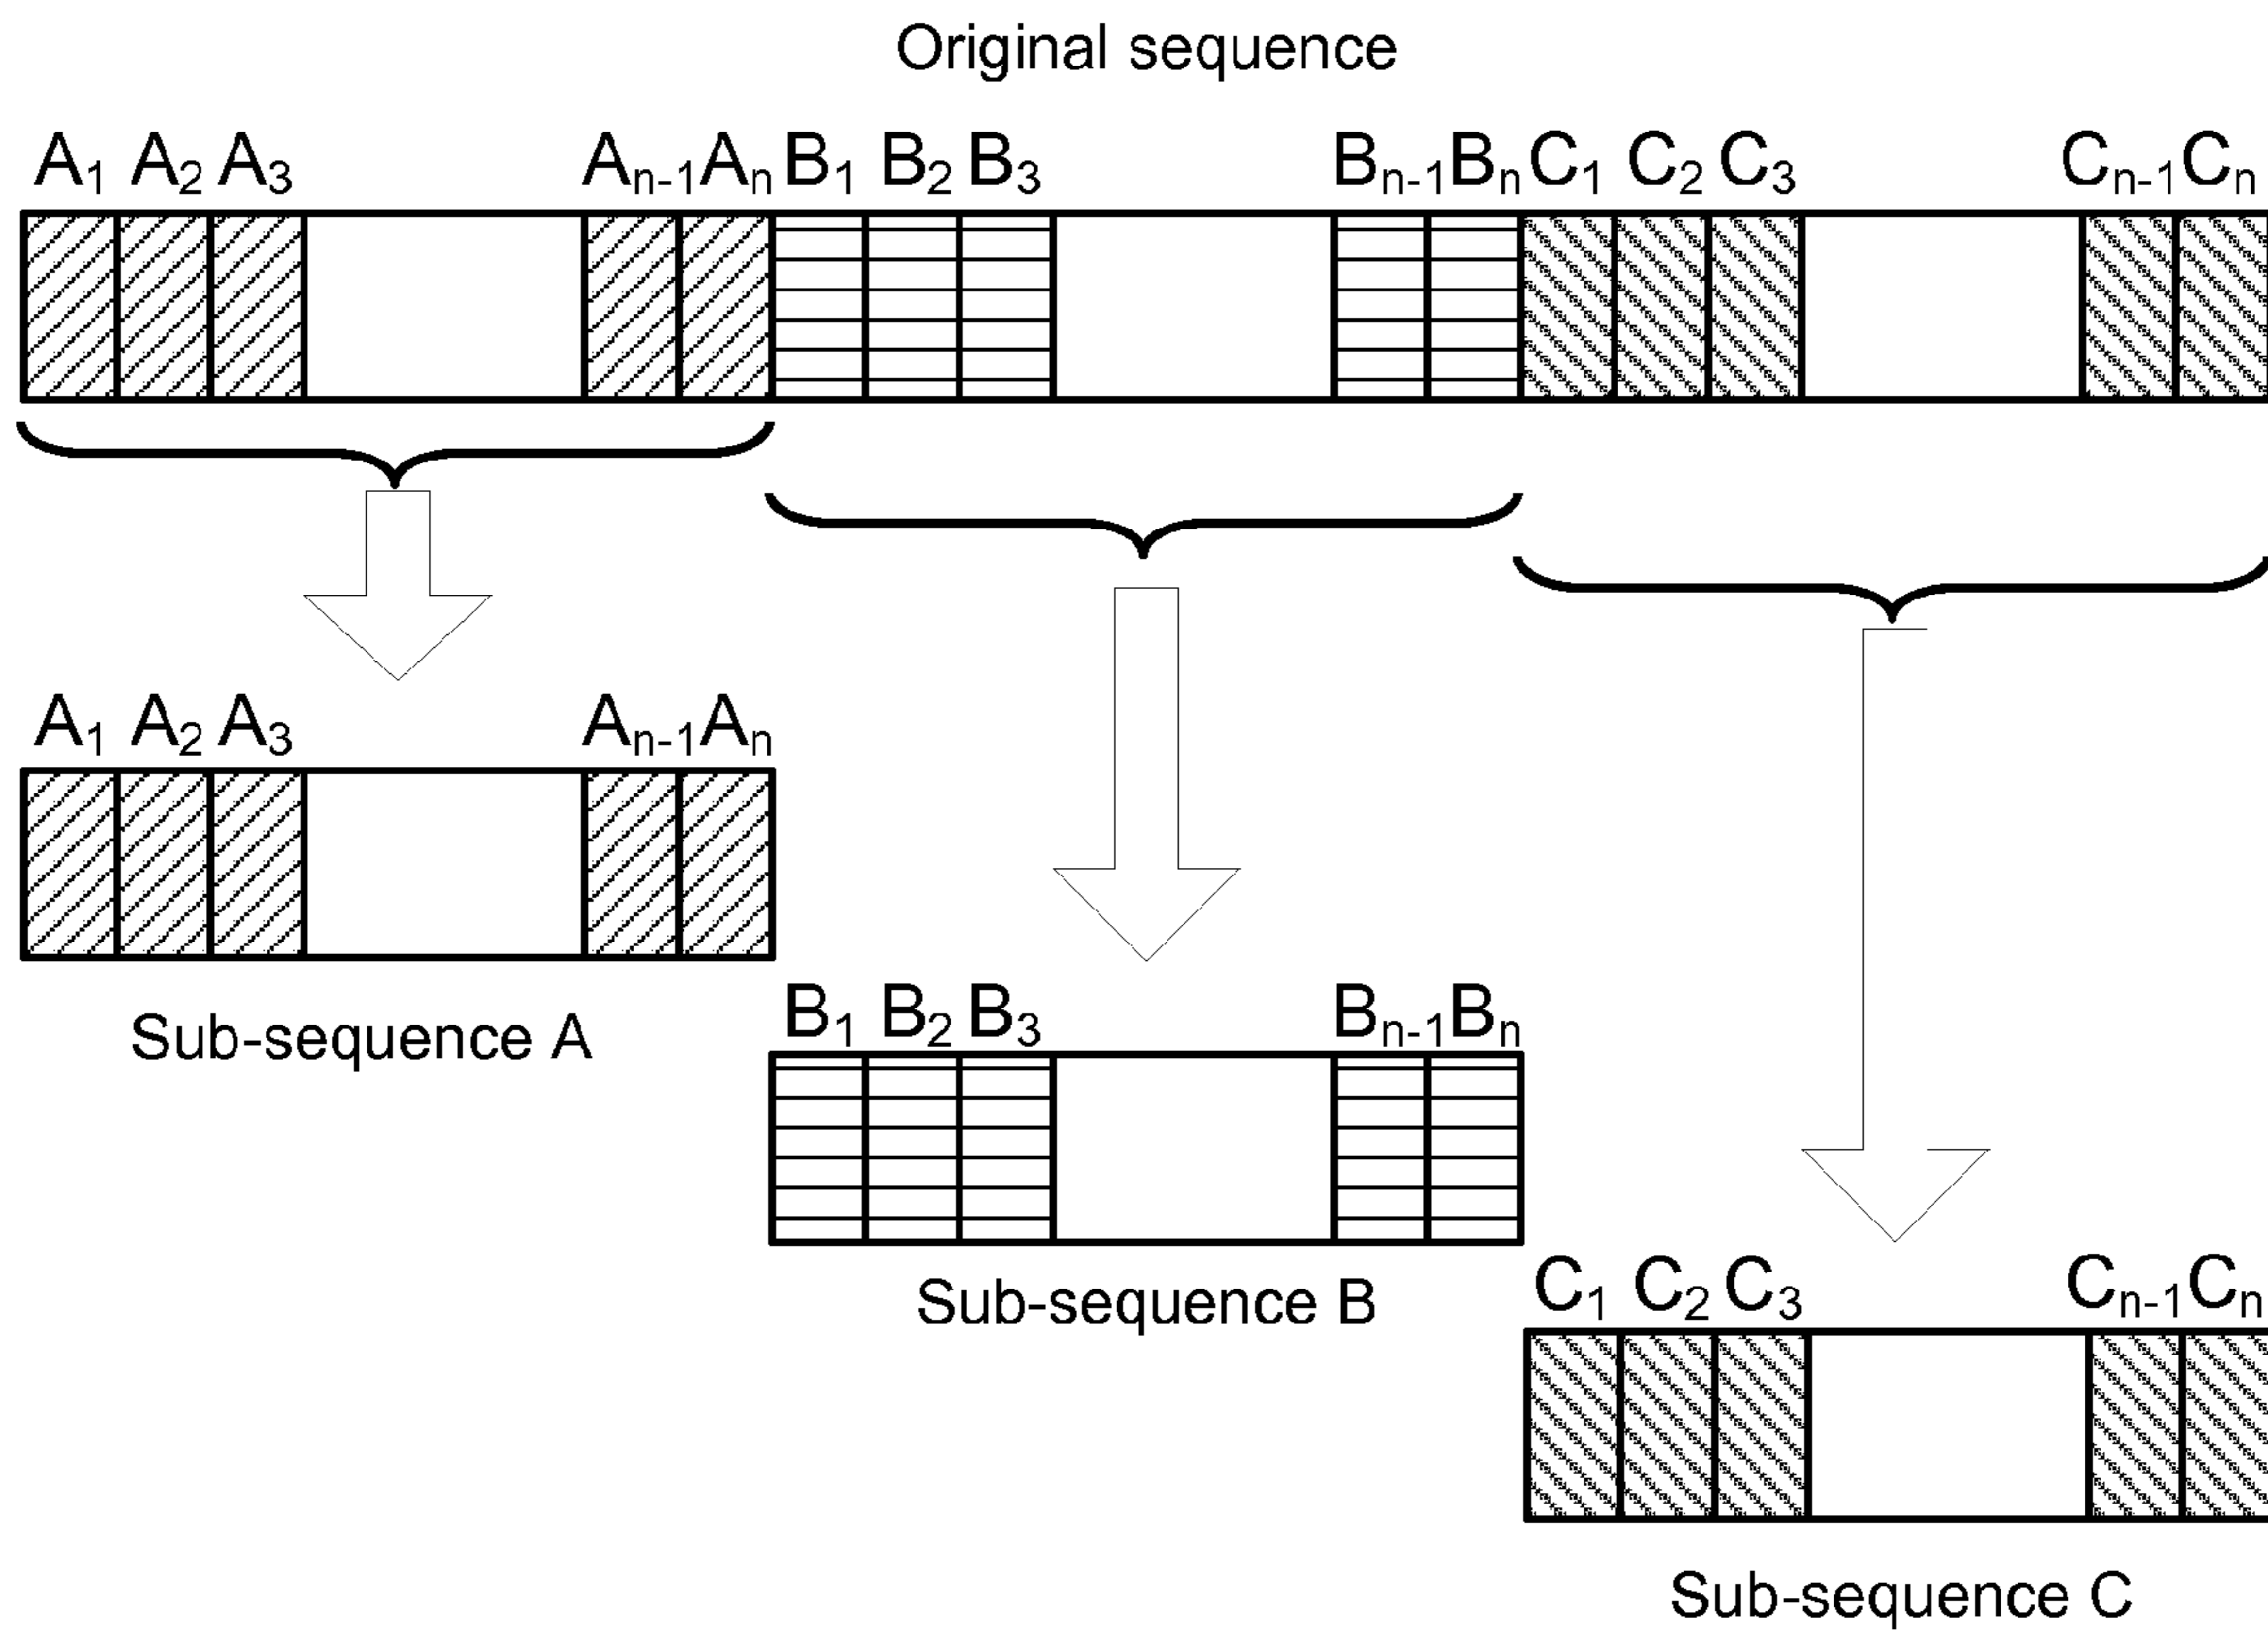 Original sequence
A₁ A₂ A₃ Aₙ₋₁ Aₙ B₁ B₂ B₃ Bₙ₋₁ Bₙ C₁ C₂ C₃ Cₙ₋₁ Cₙ
A₁ A₂ A₃ Aₙ₋₁ Aₙ
Sub-sequence A
B₁ B₂ B₃ Bₙ₋₁ Bₙ
Sub-sequence B
C₁ C₂ C₃ Cₙ₋₁ Cₙ
Sub-sequence C